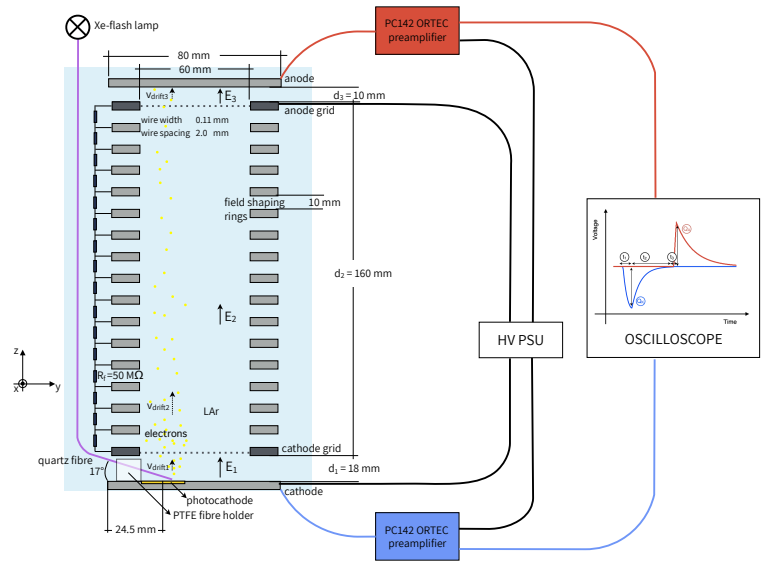 Xe-flash lamp
PC142 ORTEC
preamplifier
80 mm
60 mm
anode
vdrift3
E3
d3 = 10 mm
anode grid
wire width 0.11 mm
wire spacing 2.0 mm
field shaping
rings
10 mm
d2 = 160 mm
E2
Voltage
t1
t2
t3
Time
OSCILLOSCOPE
HV PSU
z
x
y
Rf=50 MΩ
vdrift2
LAr
electrons
cathode grid
quartz fibre
17°
vdrift1
E1
d1 = 18 mm
cathode
photocathode
PTFE fibre holder
24.5 mm
PC142 ORTEC
preamplifier